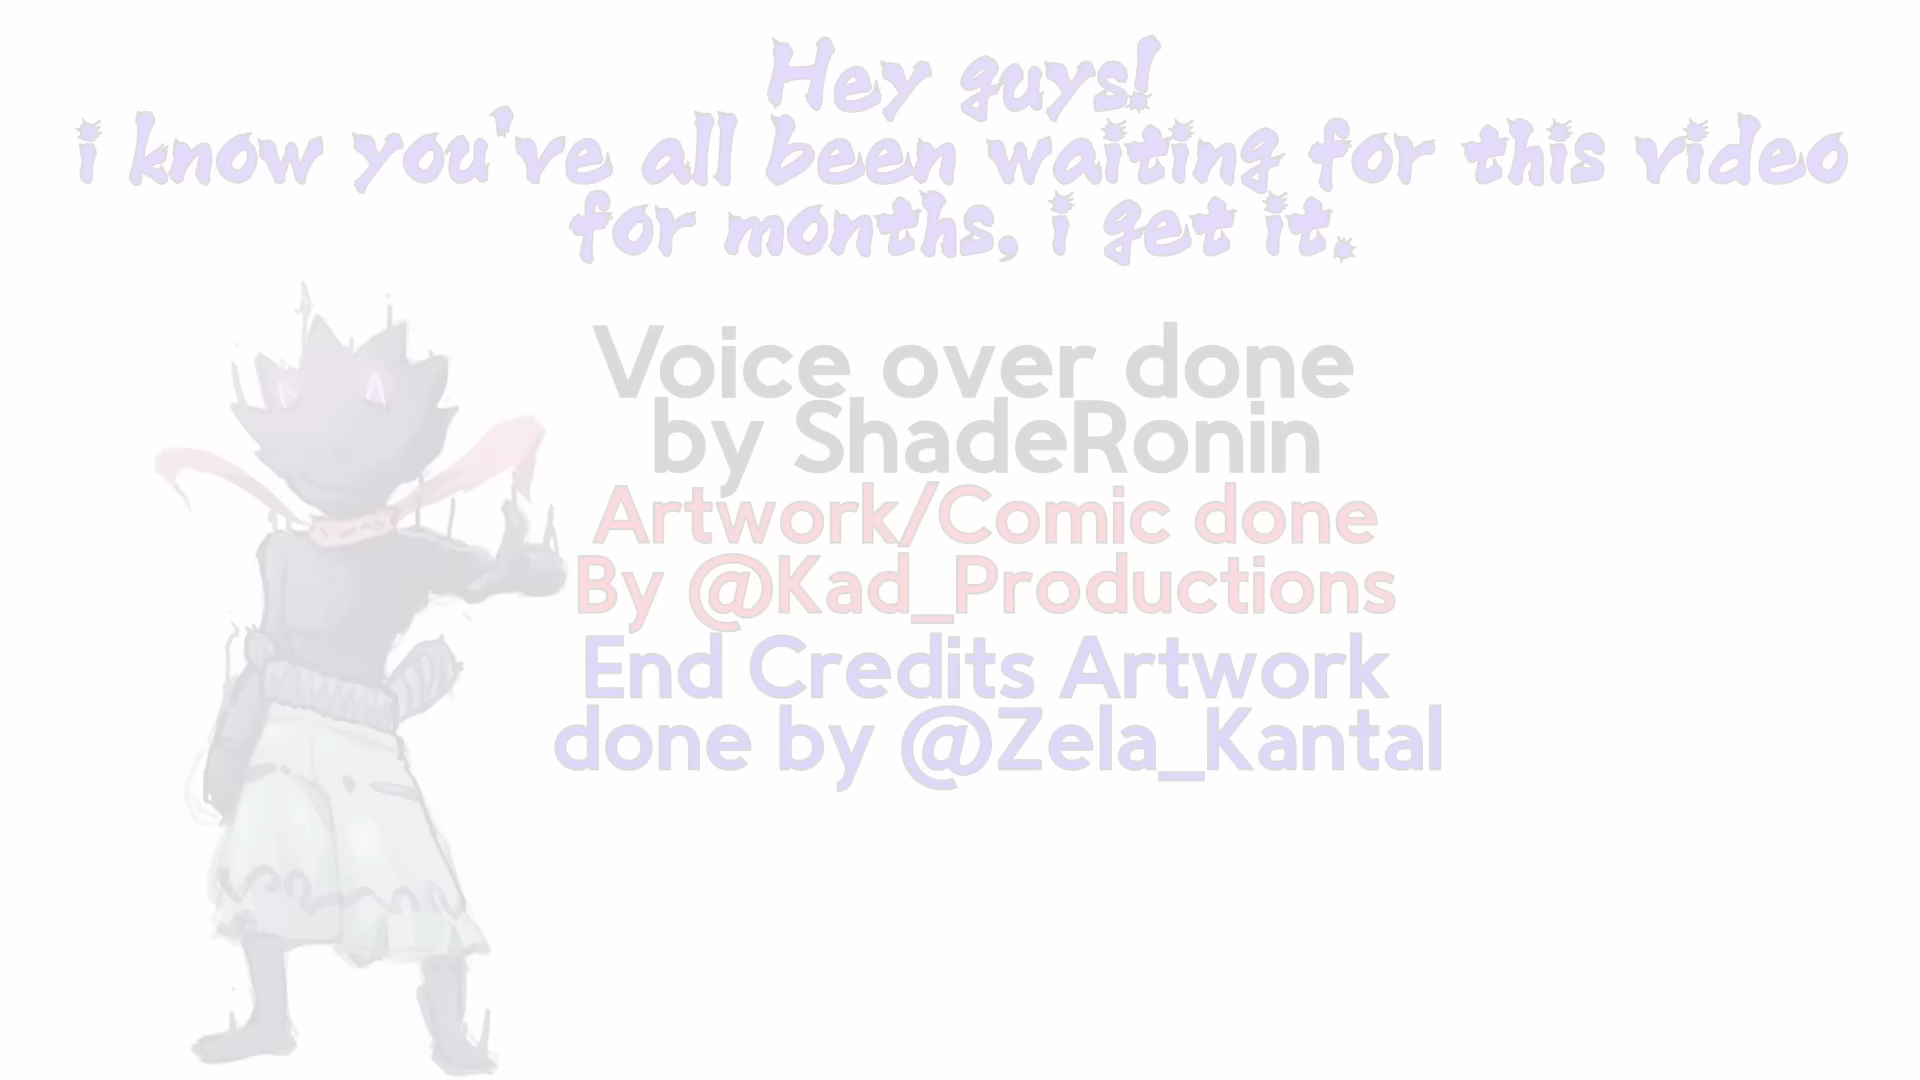 Hey guys!
i know you've all been waiting for this video
for months, i get it.
Voice over done
by ShadeRonin
Artwork/Comic done
By @Kad_Productions
End Credits Artwork
done by @Zela_Kantal